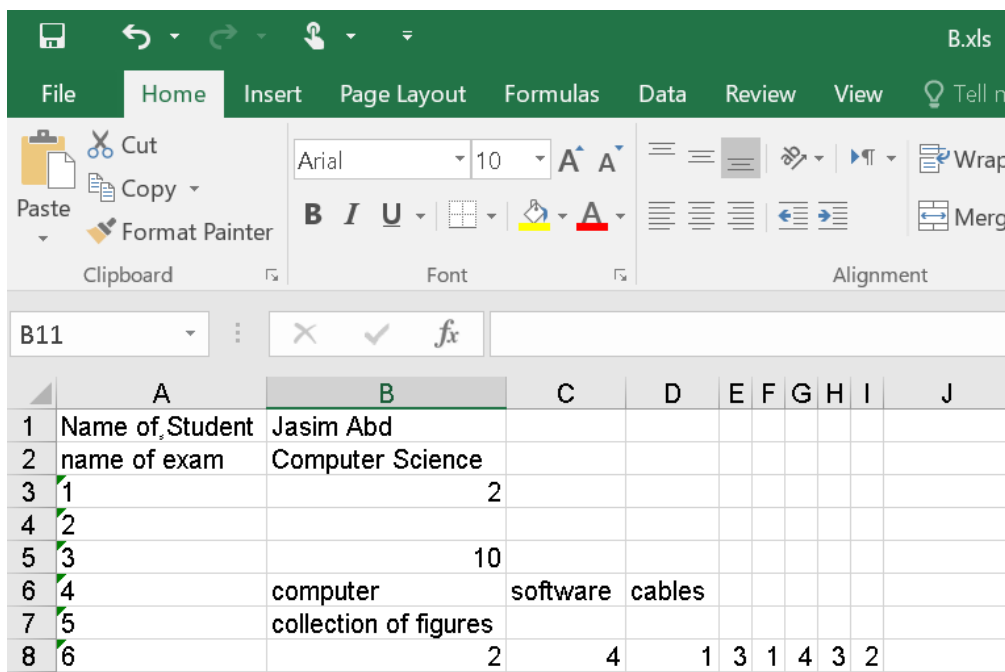 B.xls
File Home Insert Page Layout Formulas Data Review View Tell
Cut
Copy
Format Painter
Paste
Clipboard
Arial 10
B I U A
Font
Wrap
Merg
Alignment
B11 fx
A B C D E F G H I J
1 Name of Student Jasim Abd
2 name of exam Computer Science
3 1 2
4 2
5 3 10
6 4 computer software cables
7 5 collection of figures
8 6 2 4 1 3 1 4 3 2